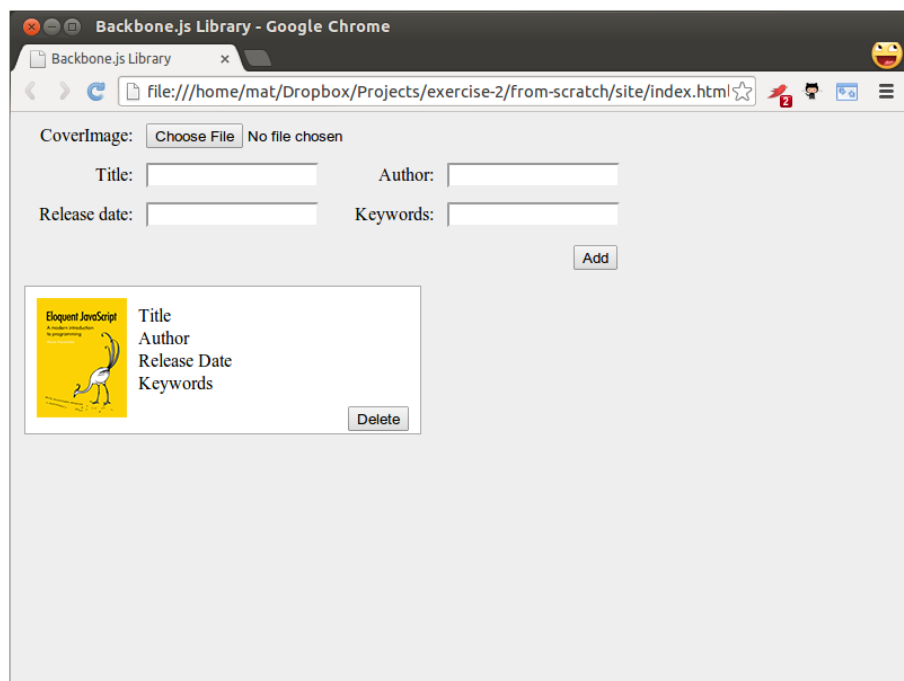 Backbone.js Library - Google Chrome
Backbone.js Library ×
file:///home/mat/Dropbox/Projects/exercise-2/from-scratch/site/index.html
2
CoverImage: Choose File No file chosen
Title: Author:
Release date: Keywords:
Add
Eloquent JavaScript
A modern introduction
to programming
Title
Author
Release Date
Keywords
Delete